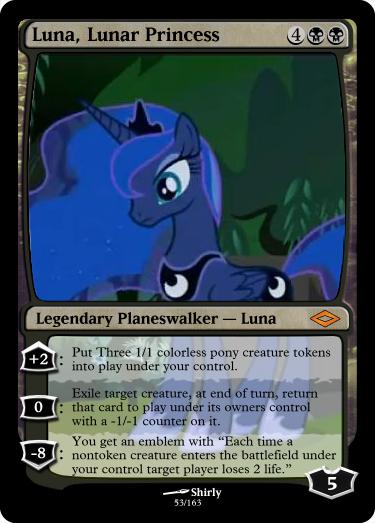 Luna, Lunar Princess 4
Legendary Planeswalker — Luna
+2: Put Three 1/1 colorless pony creature tokens
into play under your control.
0: Exile target creature, at end of turn, return
that card to play under its owners control
with a -1/-1 counter on it.
-8: You get an emblem with “Each time a
nontoken creature enters the battlefield under
your control target player loses 2 life.”
5
Shirly
53/163